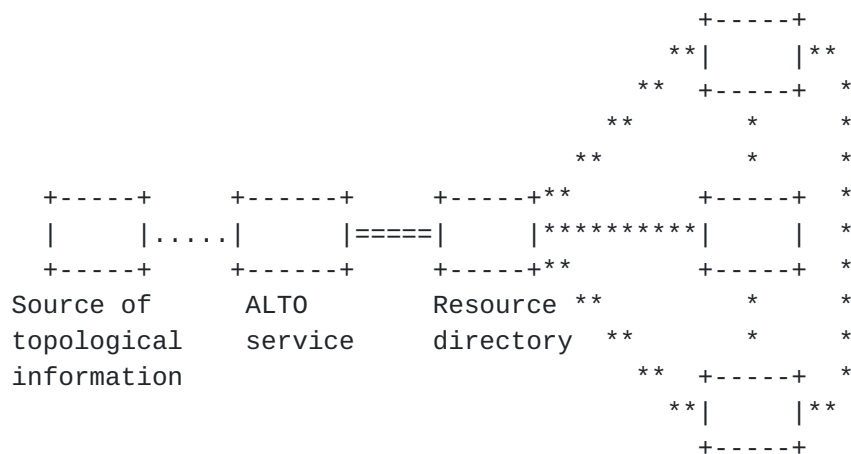 Source of ALTO Resource
topological service directory
information